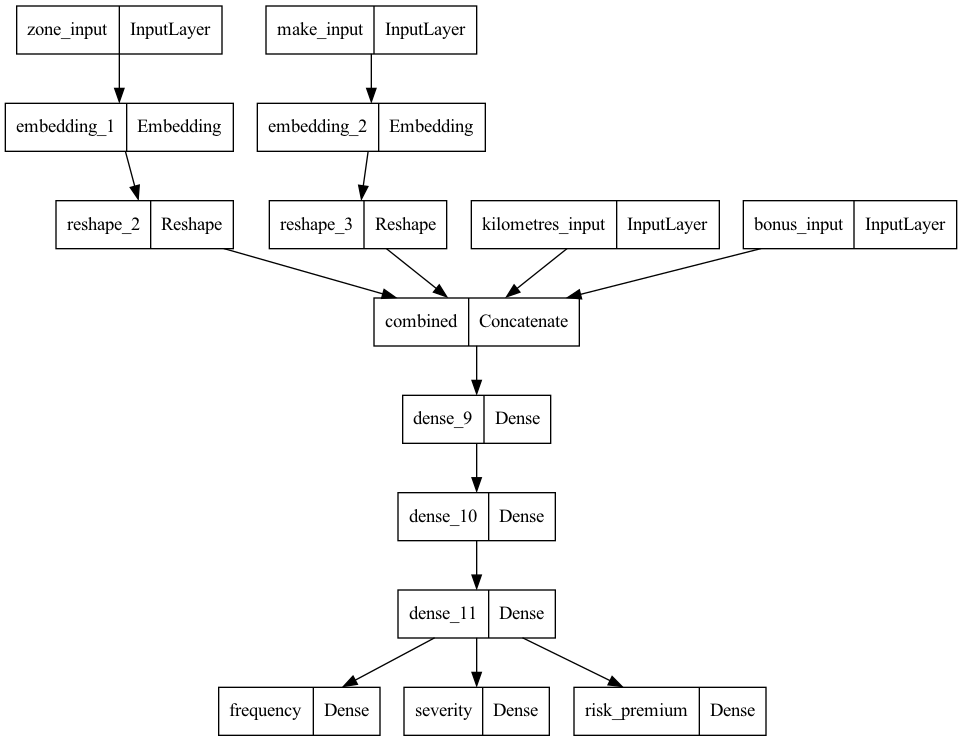 zone_input InputLayer
make_input InputLayer
embedding_1 Embedding
embedding_2 Embedding
reshape_2 Reshape
reshape_3 Reshape
kilometres_input InputLayer
bonus_input InputLayer
combined Concatenate
dense_9 Dense
dense_10 Dense
dense_11 Dense
frequency Dense
severity Dense
risk_premium Dense